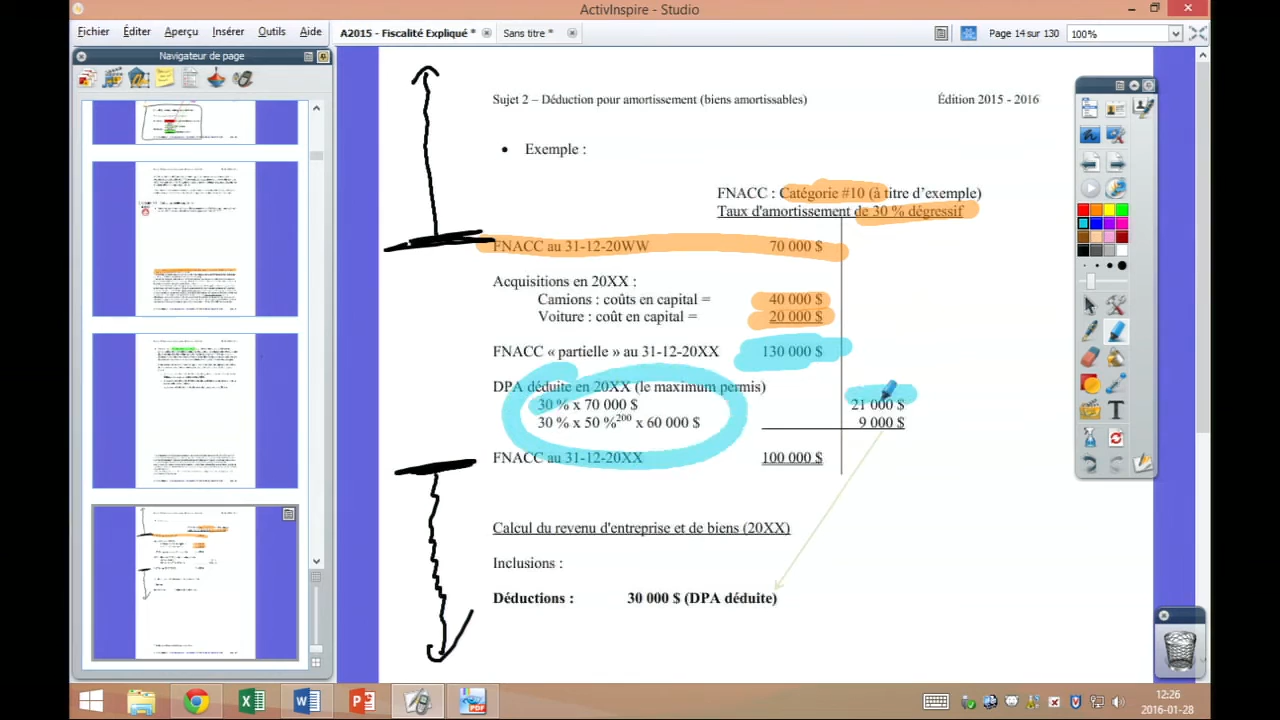 ActivInspire - Studio
Fichier Éditer Aperçu Insérer Outils Aide
A2015 - Fiscalité Expliqué * Sans titre * Page 14 sur 130 100%
Navigateur de page
Sujet 2 – Déduction pour amortissement (biens amortissables) Édition 2015 - 2016
• Exemple :
FNACC : Catégorie #10 (à titre d'exemple)
Taux d'amortissement de 30 % dégressif
FNACC au 31-12-20WW 70 000 $
Acquisitions en 20XX :
Camions : coûts en capital = 40 000 $
Voiture : coût en capital = 20 000 $
FNACC « partielle » au 31-12-20XX 130 000 $
DPA déduite en 20XX (le maximum permis)
30 % x 70 000 $ 21 000 $
30 % x 50 %200 x 60 000 $ 9 000 $
FNACC au 31-12-20XX 100 000 $
Calcul du revenu d'entreprise et de biens (20XX)
Inclusions :
Déductions : 30 000 $ (DPA déduite)
12:26
2016-01-28